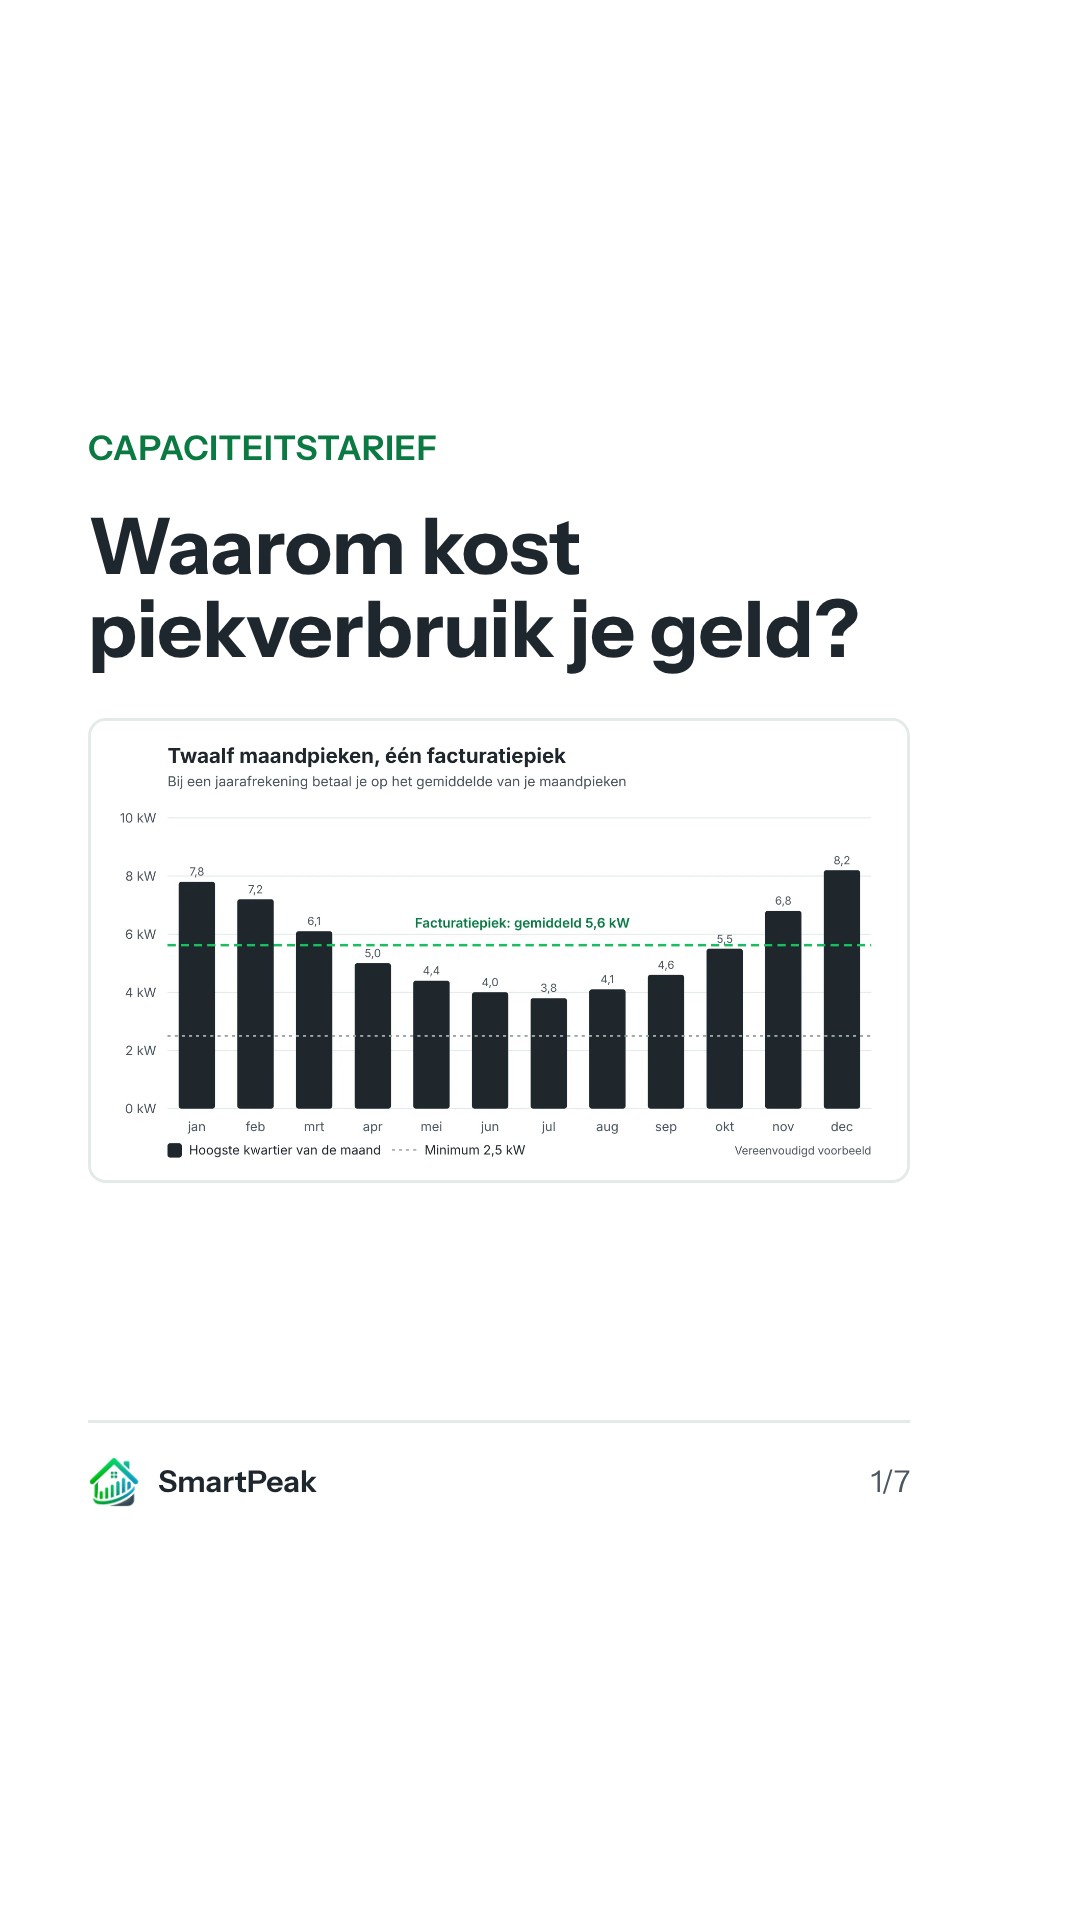 CAPACITEITSTARIEF
Waarom kost
piekverbruik je geld?
Twaalf maandpieken, één facturatiepiek
Bij een jaarafrekening betaal je op het gemiddelde van je maandpieken
10 kW
8 kW
6 kW
4 kW
2 kW
0 kW
7,8
7,2
6,1
5,0
4,4
4,0
3,8
4,1
4,6
5,5
6,8
8,2
Facturatiepiek: gemiddeld 5,6 kW
jan feb mrt apr mei jun jul aug sep okt nov dec
Hoogste kwartier van de maand
Minimum 2,5 kW
Vereenvoudigd voorbeeld
SmartPeak
1/7